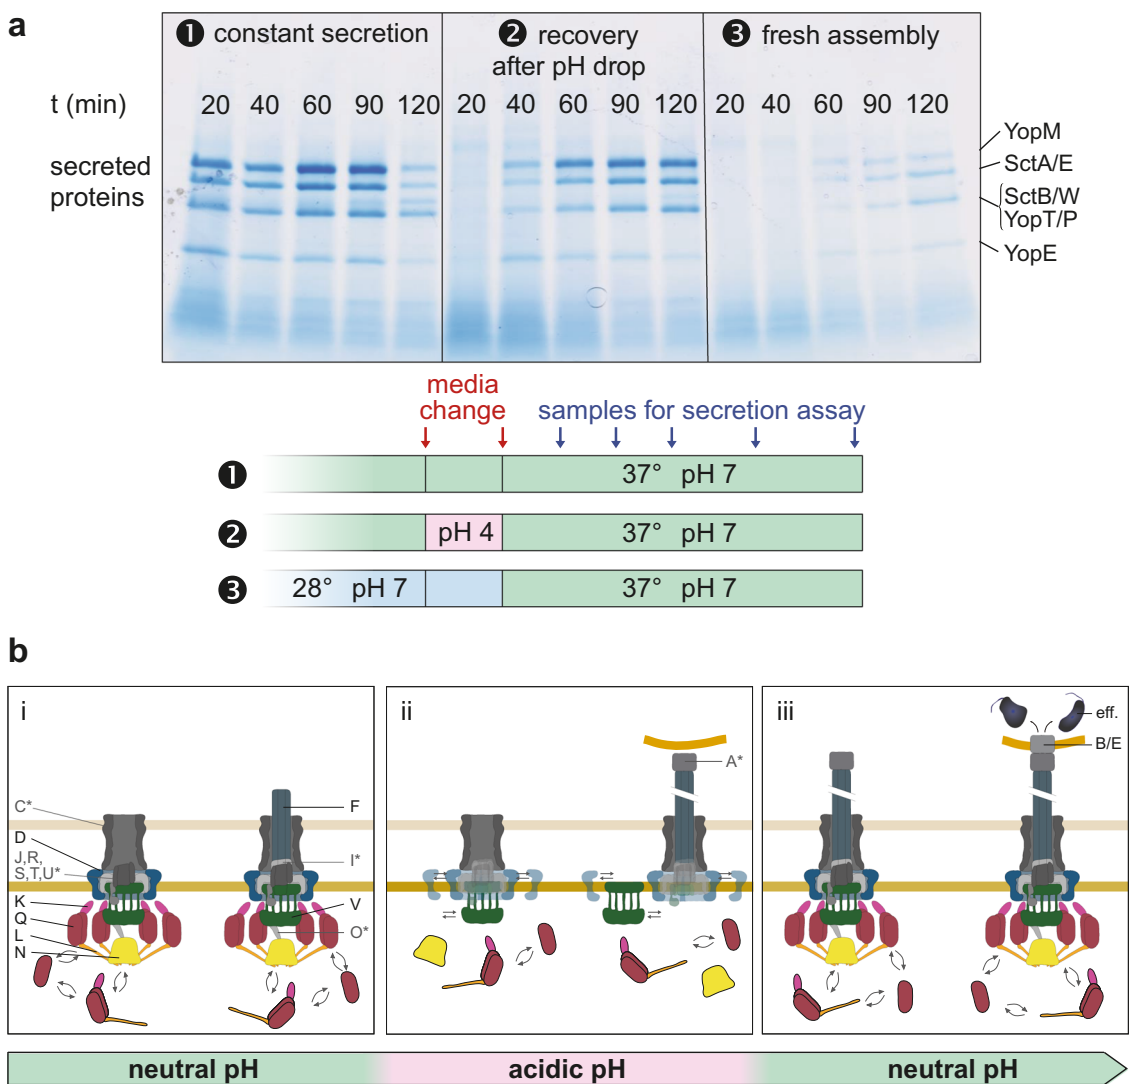 a
❶ constant secretion
❷ recovery
after pH drop
❸ fresh assembly
t (min)
20 40 60 90 120
20 40 60 90 120
20 40 60 90 120
secreted
proteins
YopM
SctA/E
SctB/W
YopT/P
YopE
media
change
samples for secretion assay
❶ 37° pH 7
❷ pH 4 37° pH 7
❸ 28° pH 7 37° pH 7
b
i
C*
D
J,R,
S,T,U*
K
Q
L
N
F
I*
V
O*
ii
A*
iii
eff.
B/E
neutral pH
acidic pH
neutral pH